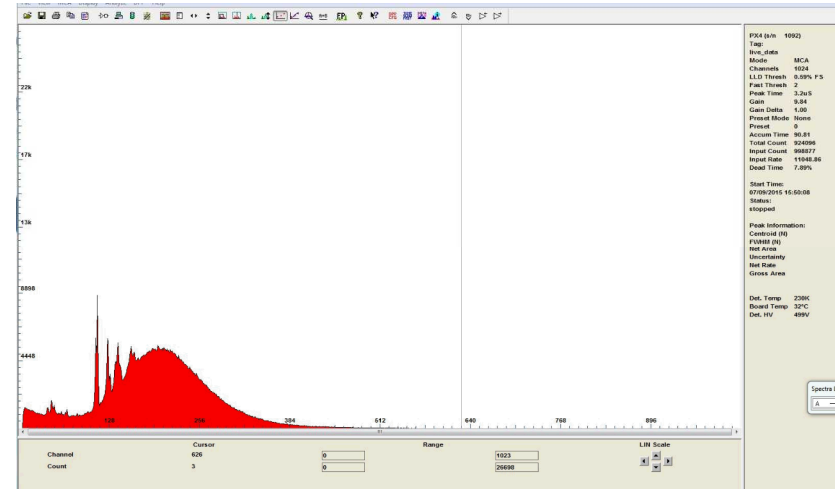 PX4 (s/n 1092)
Tag:
live_data
Mode MCA
Channels 1024
LLD Thresh 0.59% FS
Fast Thresh 2
Peak Time 3.2uS
Gain 9.84
Gain Delta 1.00
Preset Mode None
Preset 0
Accum Time 90.81
Total Count 924096
Input Count 998877
Input Rate 11048.86
Dead Time 7.89%
Start Time:
07/09/2015 15:50:08
Status:
stopped
Peak Information:
Centroid (N)
FWHM (N)
Net Area
Uncertainty
Net Rate
Gross Area
Det. Temp 230K
Board Temp 32°C
Det. HV 499V
22k
17k
13k
8898
4448
128 256 384 512 640 768 896
Spectra
Cursor Range LIN Scale
Channel 626 0 1023
Count 3 0 26698